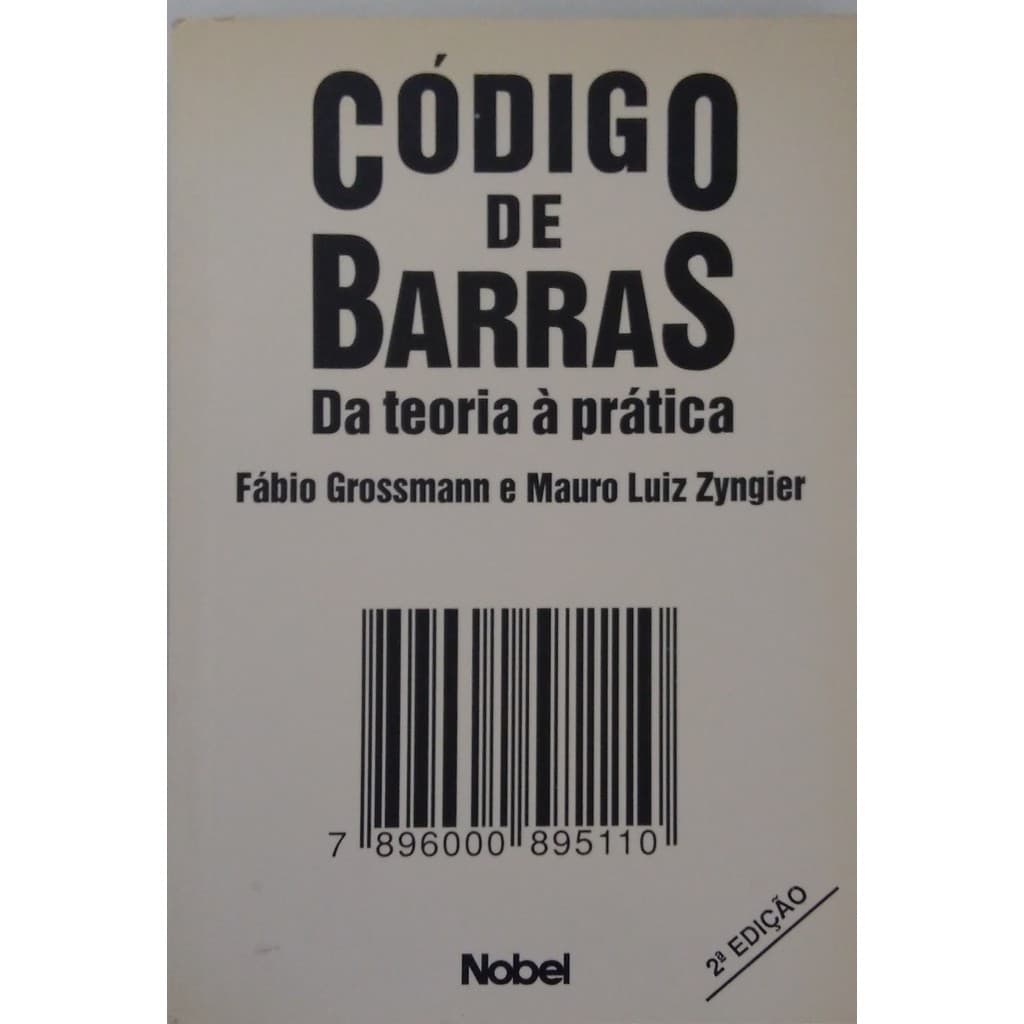 CÓDIGO
DE
BARRAS
Da teoria à prática
Fábio Grossmann e Mauro Luiz Zyngier
7 896000 895110
2ª EDIÇÃO
Nobel